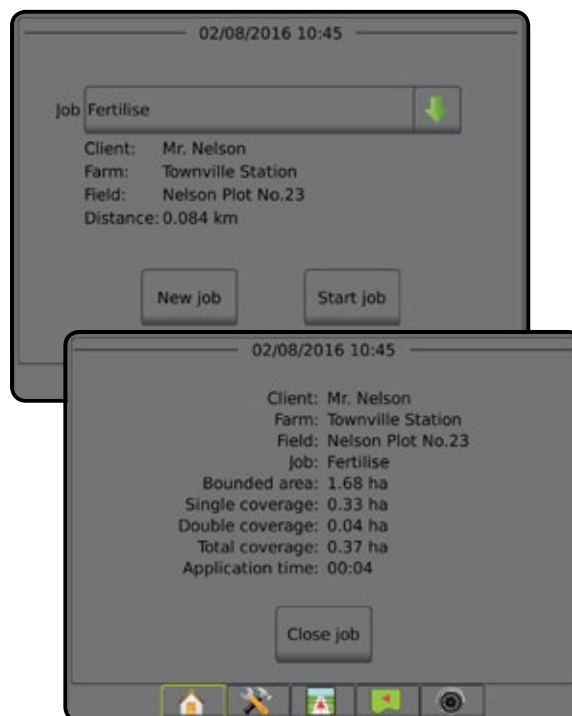 02/08/2016 10:45
Job Fertilise
Client: Mr. Nelson
Farm: Townville Station
Field: Nelson Plot No.23
Distance: 0.084 km
New job Start job
02/08/2016 10:45
Client: Mr. Nelson
Farm: Townville Station
Field: Nelson Plot No.23
Job: Fertilise
Bounded area: 1.68 ha
Single coverage: 0.33 ha
Double coverage: 0.04 ha
Total coverage: 0.37 ha
Application time: 00:04
Close job